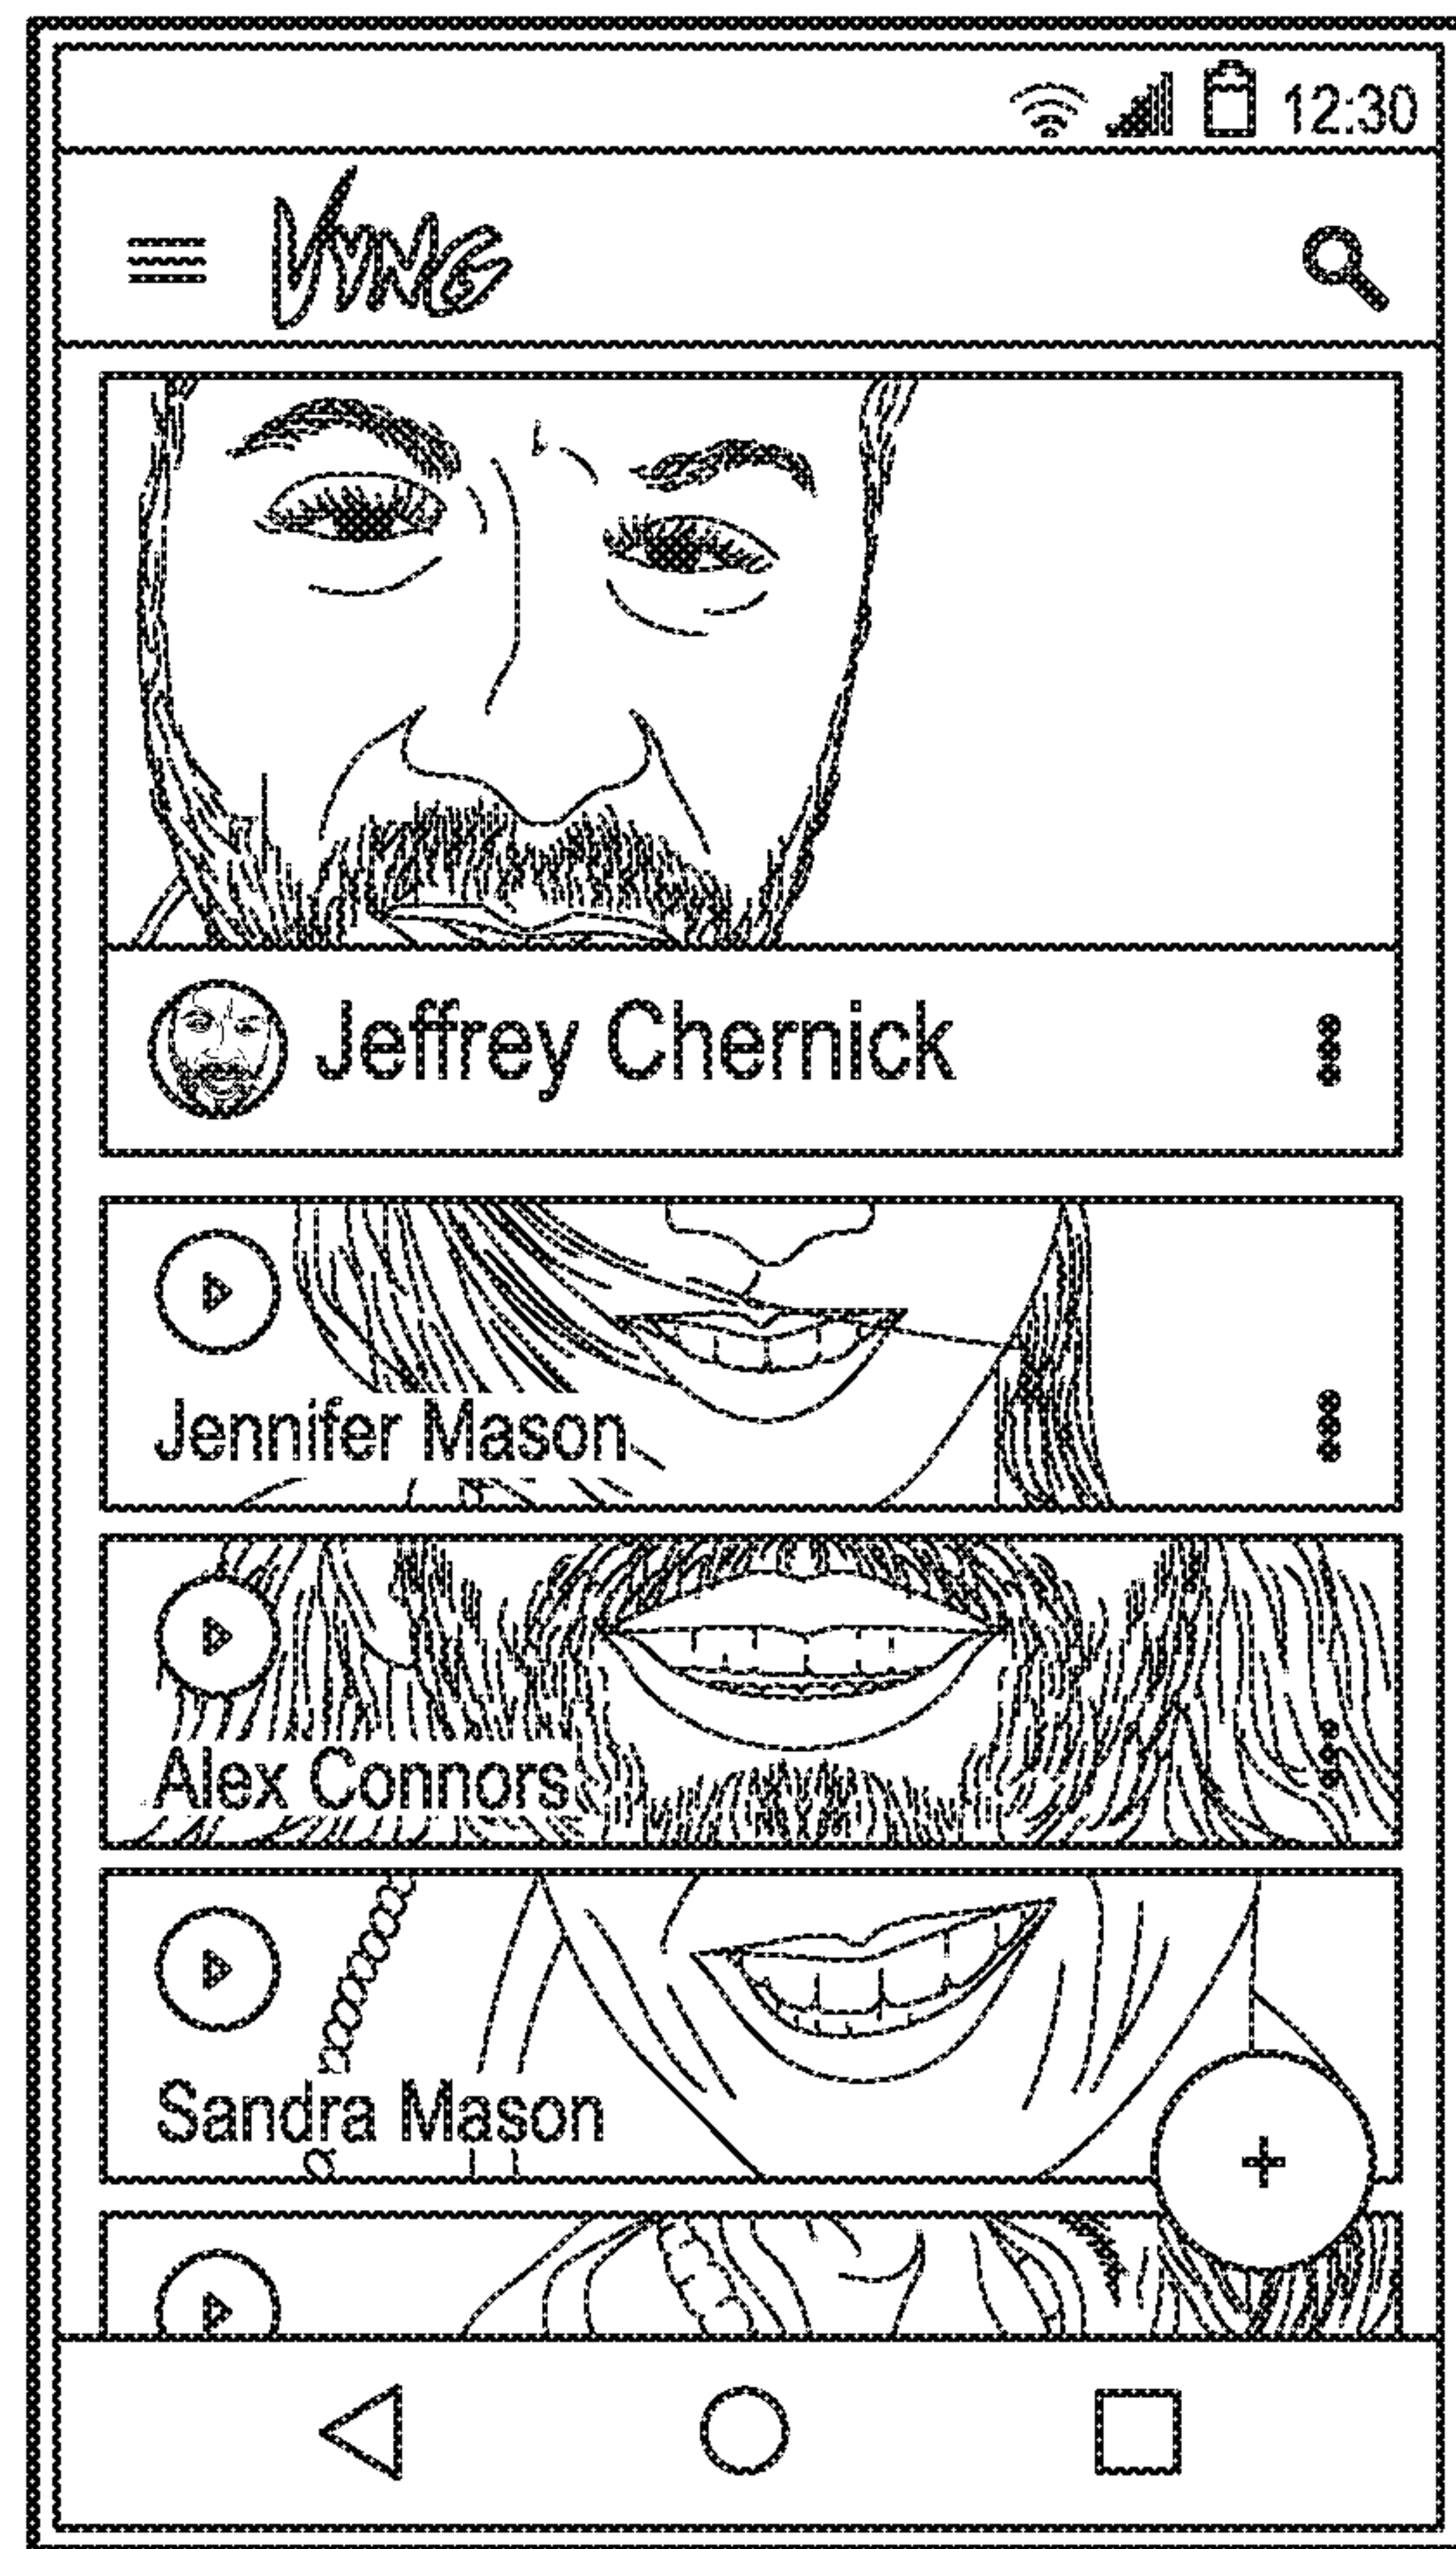 12:30
VYNG
Jeffrey Chernick
Jennifer Mason
Alex Connors
Sandra Mason